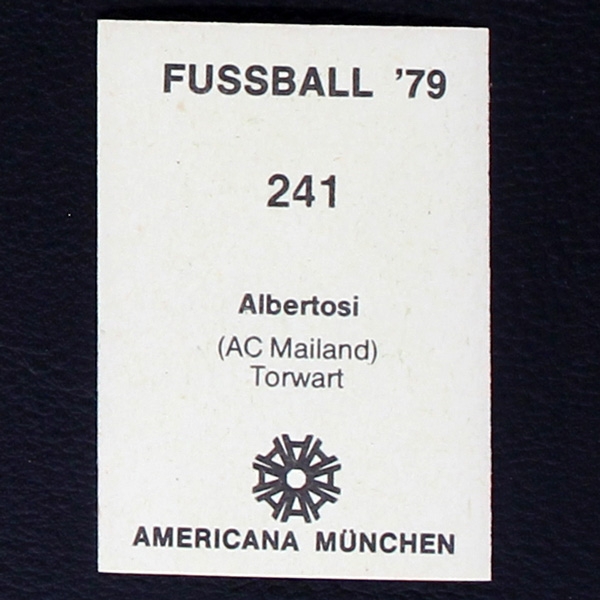 FUSSBALL '79
241
Albertosi
(AC Mailand)
Torwart
AMERICANA MÜNCHEN